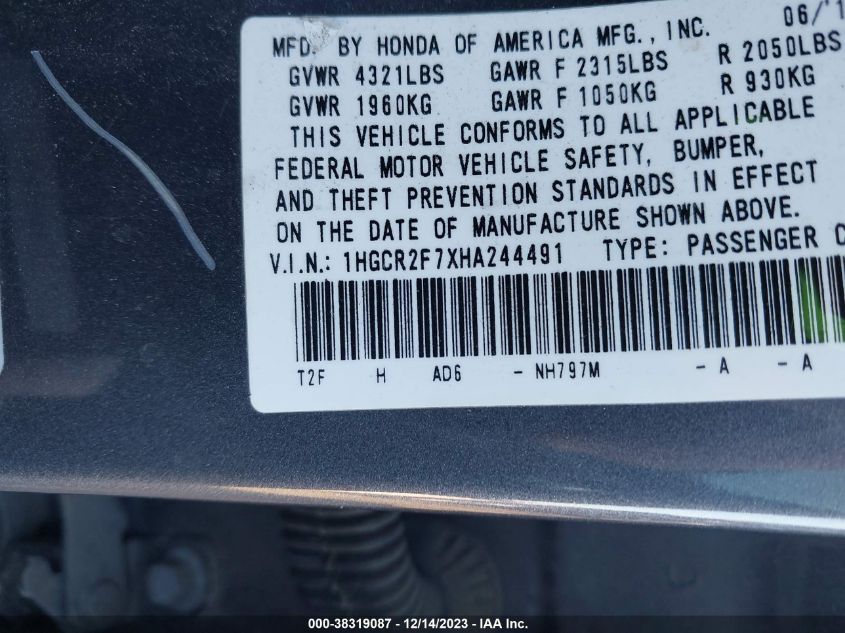 06/'1
MFD. BY HONDA OF AMERICA MFG., INC.
GVWR 4321LBS GAWR F 2315LBS R 2050LBS
GVWR 1960KG GAWR F 1050KG R 930KG
THIS VEHICLE CONFORMS TO ALL APPLICABLE
FEDERAL MOTOR VEHICLE SAFETY, BUMPER,
AND THEFT PREVENTION STANDARDS IN EFFECT
ON THE DATE OF MANUFACTURE SHOWN ABOVE.
V.I.N.: 1HGCR2F7XHA244491 TYPE: PASSENGER C
T2F H AD6 - NH797M - A - A
000-38319087 - 12/14/2023 - IAA Inc.